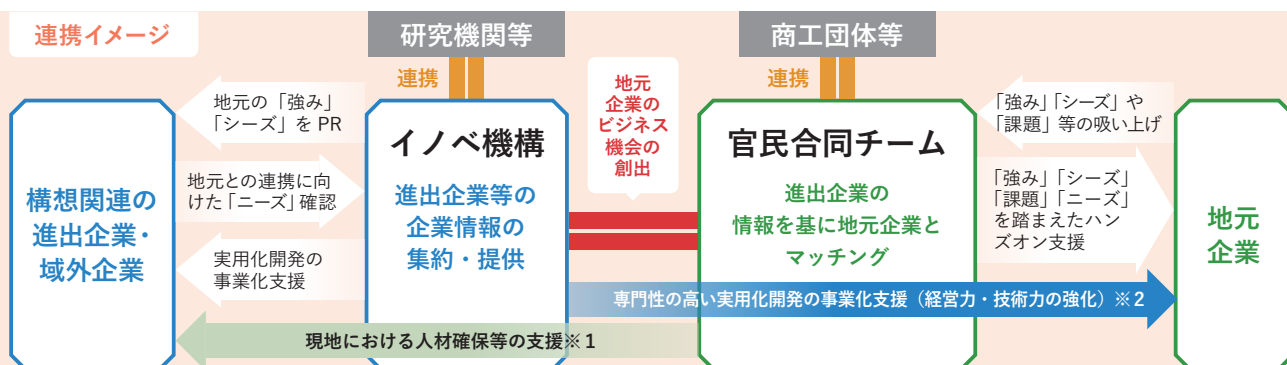 連携イメージ
研究機関等
商工団体等
連携
連携
地元の「強み」
「シーズ」を PR
地元との連携に向
けた「ニーズ」確認
実用化開発の
事業化支援
構想関連の
進出企業・
域外企業
イノベ機構
進出企業等の
企業情報の
集約・提供
地元
企業の
ビジネス
機会の
創出
官民合同チーム
進出企業の
情報を基に地元企業と
マッチング
「強み」「シーズ」や
「課題」等の吸い上げ
「強み」「シーズ」
「課題」「ニーズ」
を踏まえたハン
ズオン支援
地元
企業
専門性の高い実用化開発の事業化支援（経営力・技術力の強化）※2
現地における人材確保等の支援※1